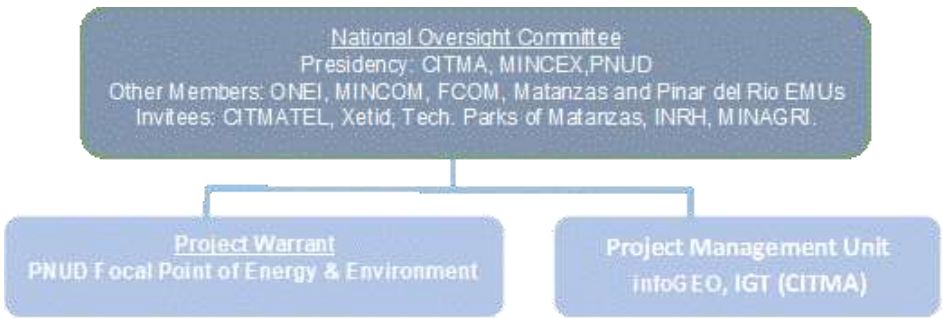 National Oversight Committee
Presidency: CITMA, MINCEX,PNUD
Other Members: ONEI, MINCOM, FCOM, Matanzas and Pinar del Rio EMUs
Invitees: CITMATEL, Xetid, Tech. Parks of Matanzas, INRH, MINAGRI.
Project Warrant
PNUD Focal Point of Energy & Environment
Project Management Unit
infoGEO, IGT (CITMA)